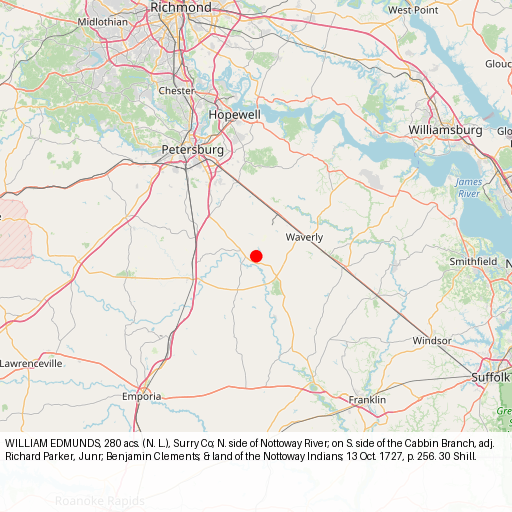 Richmond
Midlothian
West Point
Glouc
Chester
Hopewell
Petersburg
Williamsburg
Glo
James
River
Waverly
Smithfield
N
Windsor
Lawrenceville
Suffolk
Emporia
Franklin
WILLIAM EDMUNDS, 280 acs. (N. L.), Surry Co; N. side of Nottoway River; on S. side of the Cabbin Branch, adj.
Richard Parker, Junr; Benjamin Clements; & land of the Nottoway Indians; 13 Oct. 1727, p. 256. 30 Shill.
Roanoke Rapids